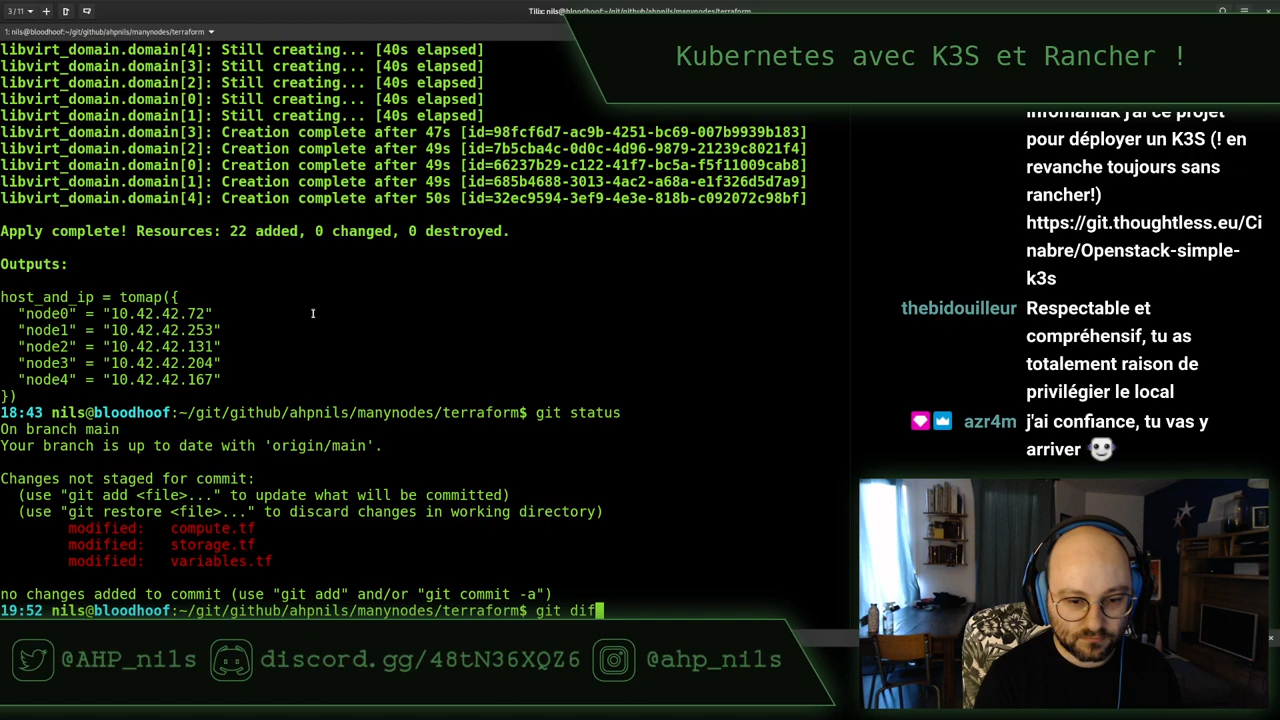 3 / 11
Tilix: nils@bloodhoof:~/git/github/ahpnils/manynodes/terraform
1: nils@bloodhoof:~/git/github/ahpnils/manynodes/terraform
Kubernetes avec K3S et Rancher !
libvirt_domain.domain[4]: Still creating... [40s elapsed]
libvirt_domain.domain[3]: Still creating... [40s elapsed]
libvirt_domain.domain[2]: Still creating... [40s elapsed]
libvirt_domain.domain[0]: Still creating... [40s elapsed]
libvirt_domain.domain[1]: Still creating... [40s elapsed]
libvirt_domain.domain[3]: Creation complete after 47s [id=98fcf6d7-ac9b-4251-bc69-007b9939b183]
libvirt_domain.domain[2]: Creation complete after 49s [id=7b5cba4c-0d0c-4d96-9879-21239c8021f4]
libvirt_domain.domain[0]: Creation complete after 49s [id=66237b29-c122-41f7-bc5a-f5f11009cab8]
libvirt_domain.domain[1]: Creation complete after 49s [id=685b4688-3013-4ac2-a68a-e1f326d5d7a9]
libvirt_domain.domain[4]: Creation complete after 50s [id=32ec9594-3ef9-4e3e-818b-c092072c98bf]
Apply complete! Resources: 22 added, 0 changed, 0 destroyed.
Outputs:
host_and_ip = tomap({
"node0" = "10.42.42.72"
"node1" = "10.42.42.253"
"node2" = "10.42.42.131"
"node3" = "10.42.42.204"
"node4" = "10.42.42.167"
})
18:43 nils@bloodhoof:~/git/github/ahpnils/manynodes/terraform$ git status
On branch main
Your branch is up to date with 'origin/main'.
Changes not staged for commit:
(use "git add <file>..." to update what will be committed)
(use "git restore <file>..." to discard changes in working directory)
modified: compute.tf
modified: storage.tf
modified: variables.tf
no changes added to commit (use "git add" and/or "git commit -a")
19:52 nils@bloodhoof:~/git/github/ahpnils/manynodes/terraform$ git dif
Infomaniak j'ai ce projet
pour déployer un K3S (! en
revanche toujours sans
rancher!)
https://git.thoughtless.eu/Ci
nabre/Openstack-simple-
k3s
thebidouilleur Respectable et
compréhensif, tu as
totalement raison de
privilégier le local
azr4m j'ai confiance, tu vas y
arriver
@AHP_nils discord.gg/48tN36XQZ6 @ahp_nils